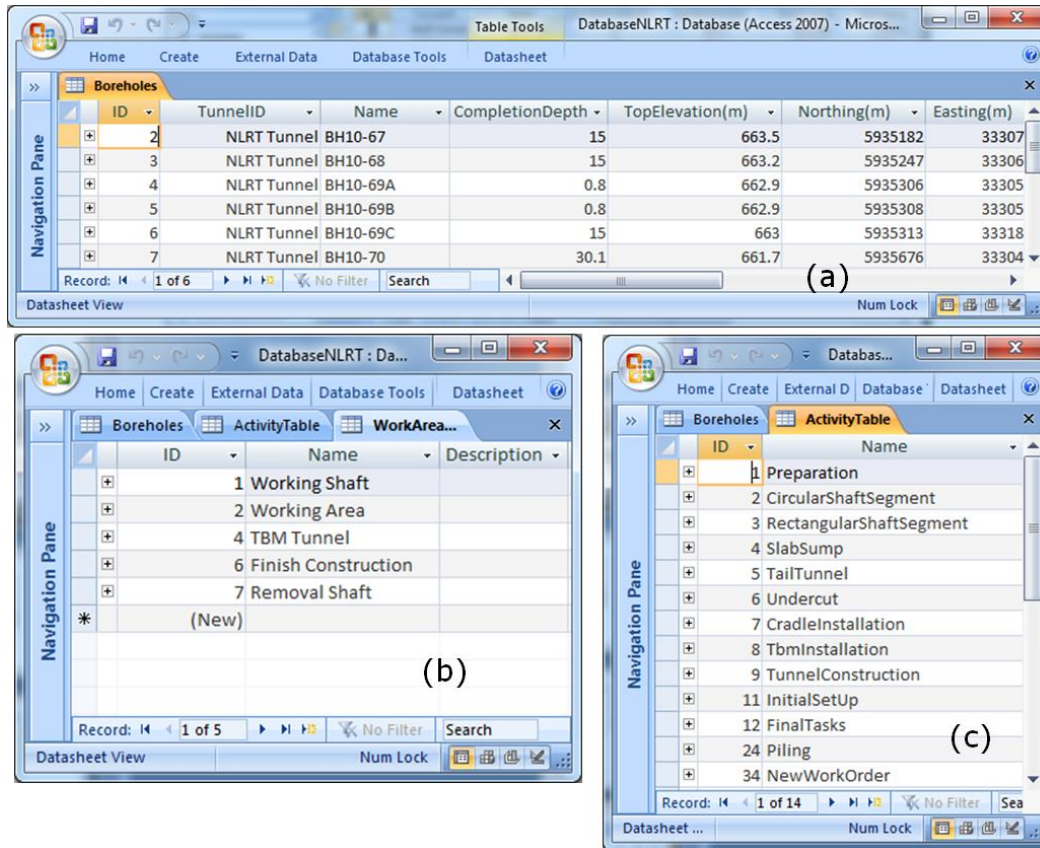 Table Tools DatabaseNLRT : Database (Access 2007) - Micros...
Home Create External Data Database Tools Datasheet
Boreholes
ID TunnelID Name CompletionDepth TopElevation(m) Northing(m) Easting(m)
2 NLRT Tunnel BH10-67 15 663.5 5935182 33307
3 NLRT Tunnel BH10-68 15 663.2 5935247 33306
4 NLRT Tunnel BH10-69A 0.8 662.9 5935306 33305
5 NLRT Tunnel BH10-69B 0.8 662.9 5935308 33305
6 NLRT Tunnel BH10-69C 15 663 5935313 33318
7 NLRT Tunnel BH10-70 30.1 661.7 5935676 33304
Navigation Pane
Record: 1 of 6 No Filter Search
(a)
Datasheet View Num Lock
DatabaseNLRT : Da...
Home Create External Data Database Tools Datasheet
Boreholes ActivityTable WorkArea...
ID Name Description
1 Working Shaft
2 Working Area
4 TBM Tunnel
6 Finish Construction
7 Removal Shaft
* (New)
Navigation Pane
(b)
Record: 1 of 5 No Filter Search
Datasheet View Num Lock
Databas...
Home Create External D Database Datasheet
Boreholes ActivityTable
ID Name
1 Preparation
2 CircularShaftSegment
3 RectangularShaftSegment
4 SlabSump
5 TailTunnel
6 Undercut
7 CradleInstallation
8 TbmInstallation
9 TunnelConstruction
11 InitialSetUp
12 FinalTasks
24 Piling
34 NewWorkOrder
Navigation Pane
(c)
Record: 1 of 14 No Filter Sea
Datasheet ... Num Lock